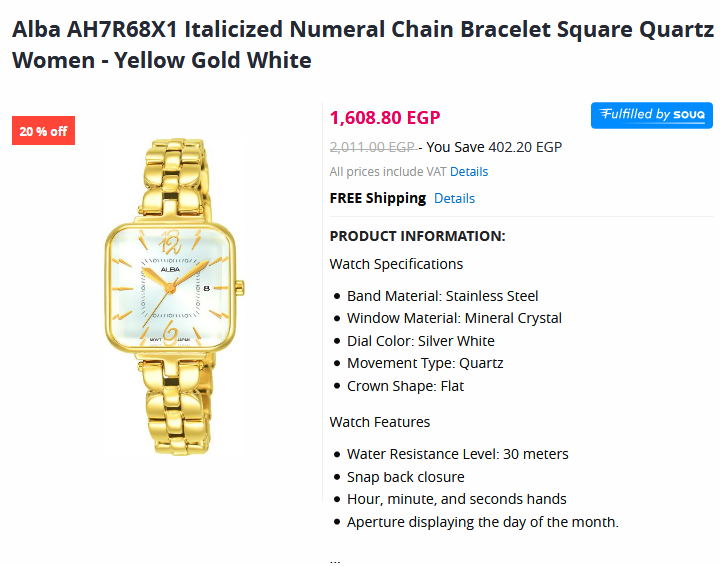 Alba AH7R68X1 Italicized Numeral Chain Bracelet Square Quartz
Women - Yellow Gold White
20 % off
12
ALBA
8
6
MOV'T JAPAN
1,608.80 EGP
Fulfilled by souq
2,011.00 EGP - You Save 402.20 EGP
All prices include VAT Details
FREE Shipping Details
PRODUCT INFORMATION:
Watch Specifications
● Band Material: Stainless Steel
● Window Material: Mineral Crystal
● Dial Color: Silver White
● Movement Type: Quartz
● Crown Shape: Flat
Watch Features
● Water Resistance Level: 30 meters
● Snap back closure
● Hour, minute, and seconds hands
● Aperture displaying the day of the month.
...